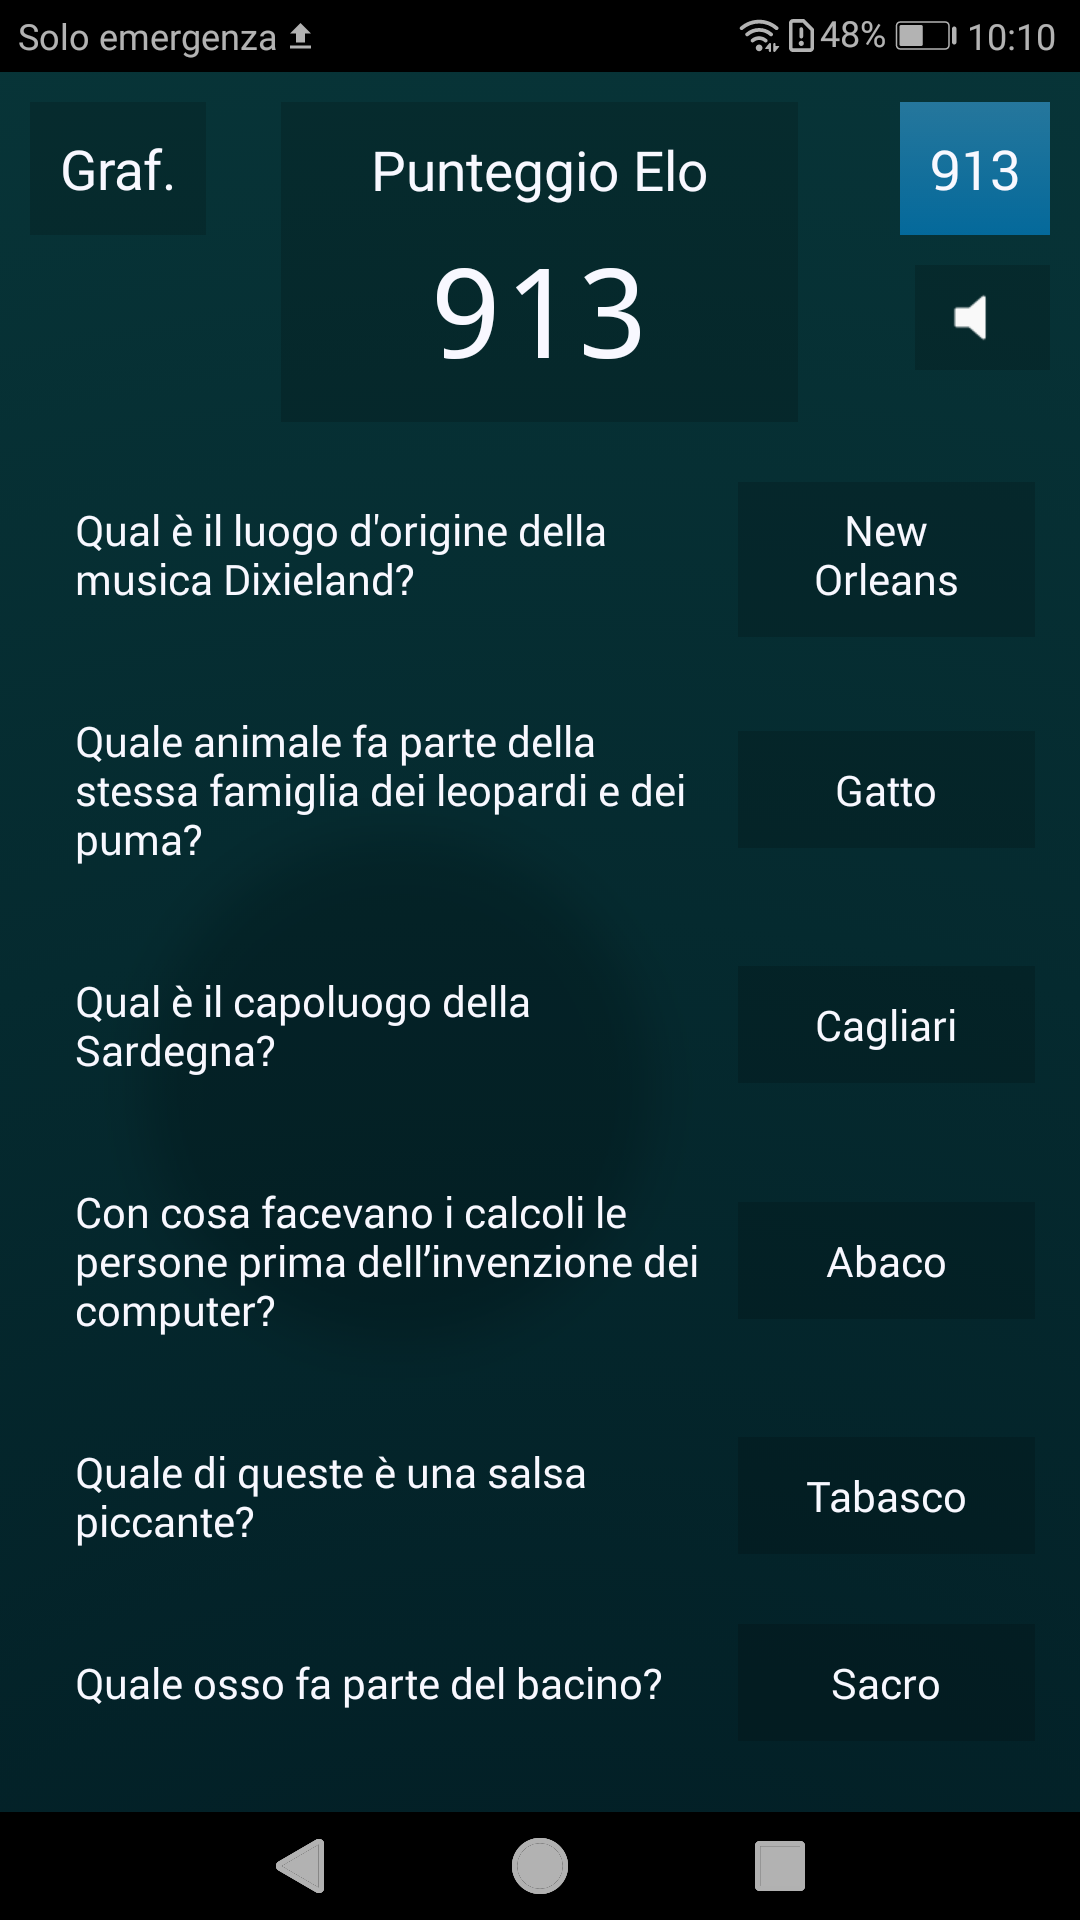 Solo emergenza
48% 10:10
Graf.
Punteggio Elo
913
913
Qual è il luogo d'origine della
musica Dixieland?
New
Orleans
Quale animale fa parte della
stessa famiglia dei leopardi e dei
puma?
Gatto
Qual è il capoluogo della
Sardegna?
Cagliari
Con cosa facevano i calcoli le
persone prima dell’invenzione dei
computer?
Abaco
Quale di queste è una salsa
piccante?
Tabasco
Quale osso fa parte del bacino?
Sacro